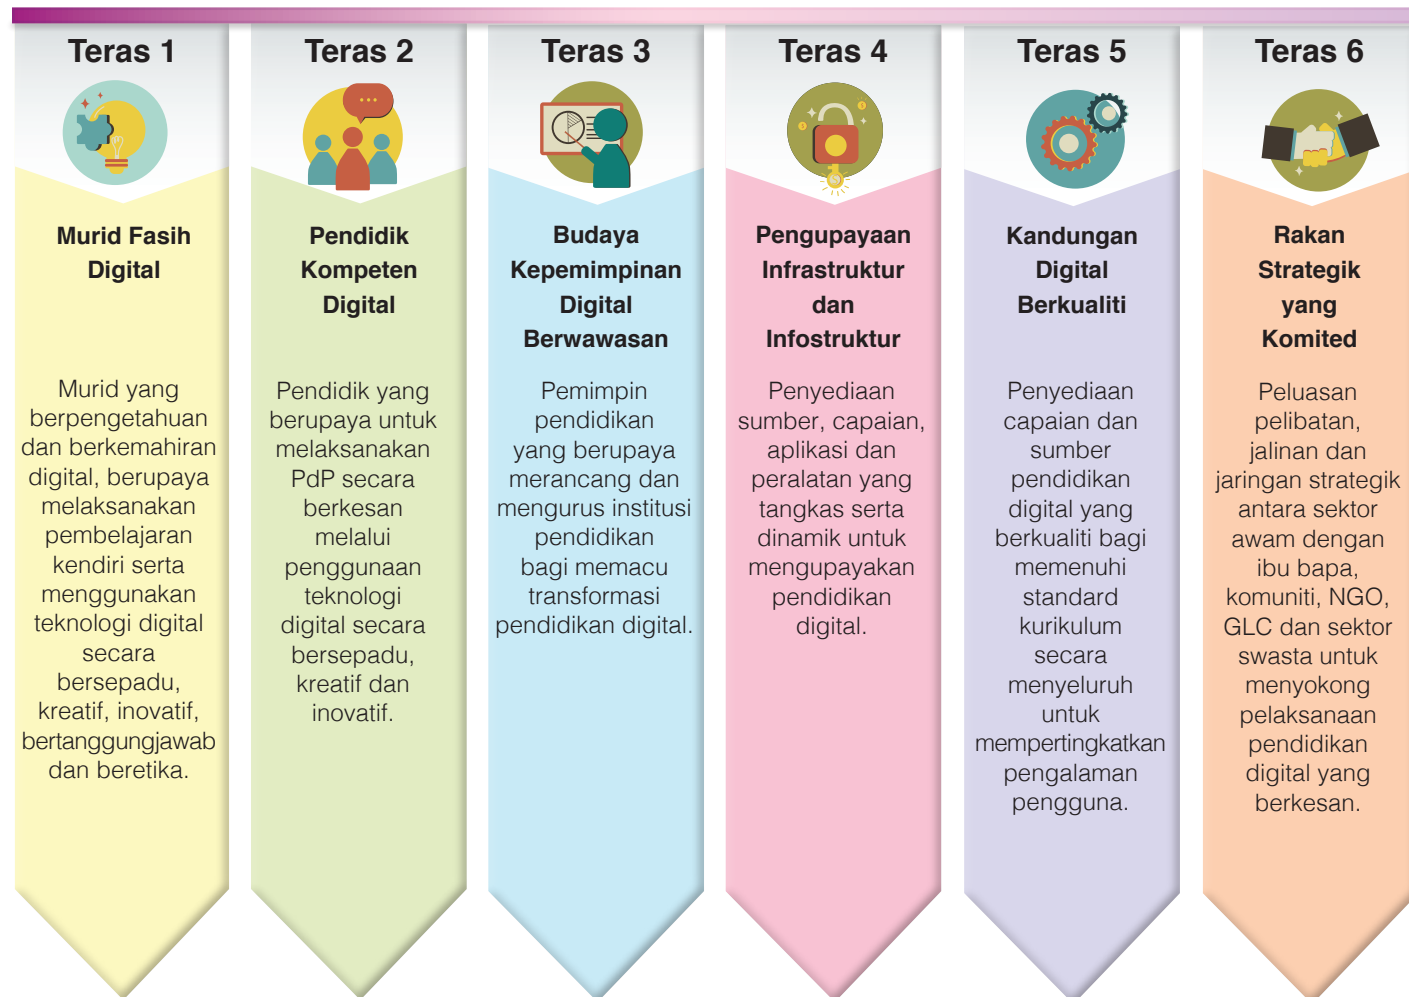 Teras 1
Murid Fasih
Digital
Murid yang
berpengetahuan
dan berkemahiran
digital, berupaya
melaksanakan
pembelajaran
kendiri serta
menggunakan
teknologi digital
secara
bersepadu,
kreatif, inovatif,
bertanggungjawab
dan beretika.
Teras 2
Pendidik
Kompeten
Digital
Pendidik yang
berupaya untuk
melaksanakan
PdP secara
berkesan
melalui
penggunaan
teknologi
digital secara
bersepadu,
kreatif dan
inovatif.
Teras 3
Budaya
Kepemimpinan
Digital
Berwawasan
Pemimpin
pendidikan
yang berupaya
merancang dan
mengurus institusi
pendidikan
bagi memacu
transformasi
pendidikan digital.
Teras 4
Pengupayaan
Infrastruktur
dan
Infostruktur
Penyediaan
sumber, capaian,
aplikasi dan
peralatan yang
tangkas serta
dinamik untuk
mengupayakan
pendidikan
digital.
Teras 5
Kandungan
Digital
Berkualiti
Penyediaan
capaian dan
sumber
pendidikan
digital yang
berkualiti bagi
memenuhi
standard
kurikulum
secara
menyeluruh
untuk
mempertingkatkan
pengalaman
pengguna.
Teras 6
Rakan
Strategik
yang
Komited
Peluasan
pelibatan,
jalinan dan
jaringan strategik
antara sektor
awam dengan
ibu bapa,
komuniti, NGO,
GLC dan sektor
swasta untuk
menyokong
pelaksanaan
pendidikan
digital yang
berkesan.